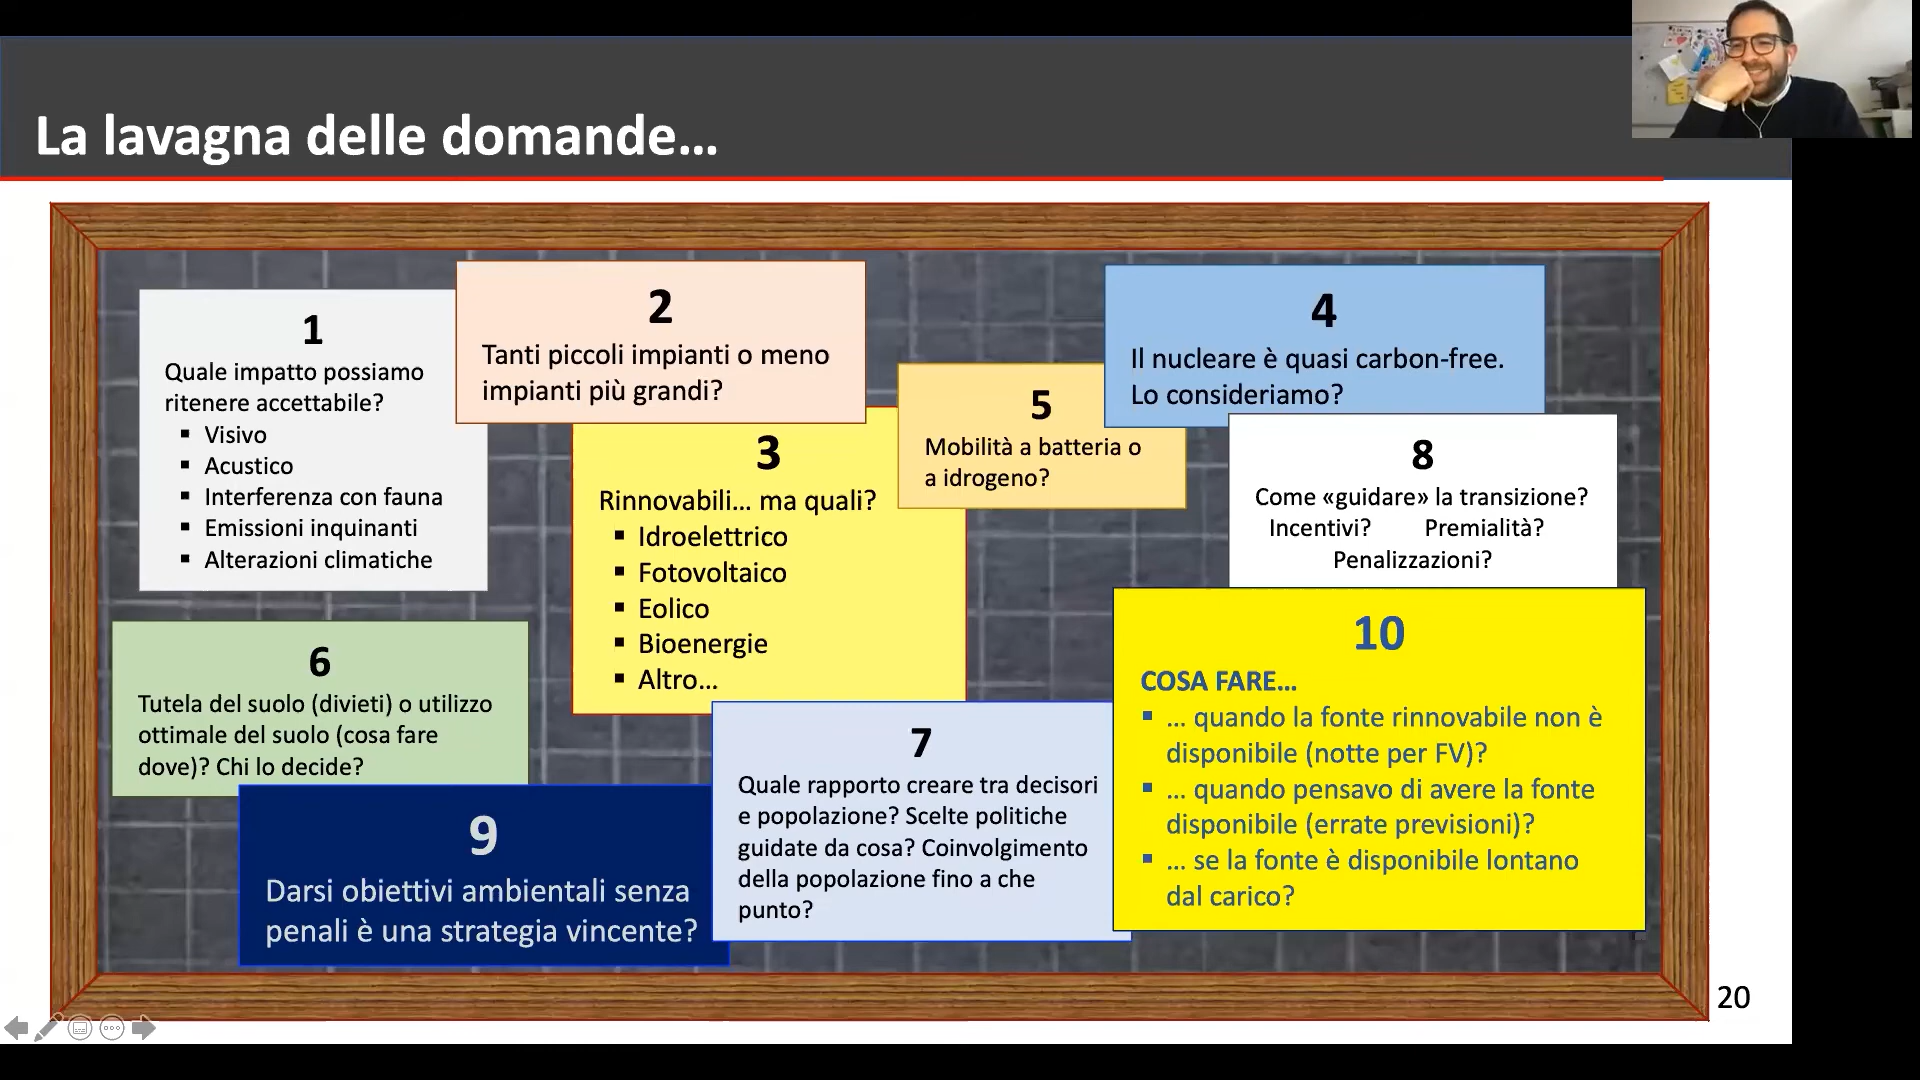 La lavagna delle domande...
1
Quale impatto possiamo
ritenere accettabile?
▪ Visivo
▪ Acustico
▪ Interferenza con fauna
▪ Emissioni inquinanti
▪ Alterazioni climatiche
2
Tanti piccoli impianti o meno
impianti più grandi?
3
Rinnovabili... ma quali?
▪ Idroelettrico
▪ Fotovoltaico
▪ Eolico
▪ Bioenergie
▪ Altro...
4
Il nucleare è quasi carbon-free.
Lo consideriamo?
5
Mobilità a batteria o
a idrogeno?
6
Tutela del suolo (divieti) o utilizzo
ottimale del suolo (cosa fare
dove)? Chi lo decide?
7
Quale rapporto creare tra decisori
e popolazione? Scelte politiche
guidate da cosa? Coinvolgimento
della popolazione fino a che
punto?
8
Come «guidare» la transizione?
Incentivi? Premialità?
Penalizzazioni?
9
Darsi obiettivi ambientali senza
penali è una strategia vincente?
10
COSA FARE...
▪ ... quando la fonte rinnovabile non è
disponibile (notte per FV)?
▪ ... quando pensavo di avere la fonte
disponibile (errate previsioni)?
▪ ... se la fonte è disponibile lontano
dal carico?
20